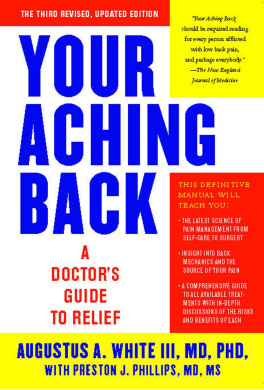 THE THIRD REVISED, UPDATED EDITION
"Your Aching Back
should be required reading
for every person afflicted
with low back pain,
and perhaps everybody."
—The New England
Journal of Medicine
YOUR
ACHING
BACK
A
DOCTOR'S
GUIDE
TO RELIEF
THIS DEFINITIVE
MANUAL WILL
TEACH YOU:
• THE LATEST SCIENCE OF
PAIN MANAGEMENT FROM
SELF-CARE TO SURGERY
• INSIGHT INTO BACK
MECHANICS AND THE
SOURCE OF YOUR PAIN
• A COMPREHENSIVE GUIDE
TO ALL AVAILABLE TREAT-
MENTS WITH IN-DEPTH
DISCUSSIONS OF THE RISKS
AND BENEFITS OF EACH
AUGUSTUS A. WHITE III, MD, PHD,
WITH PRESTON J. PHILLIPS, MD, MS